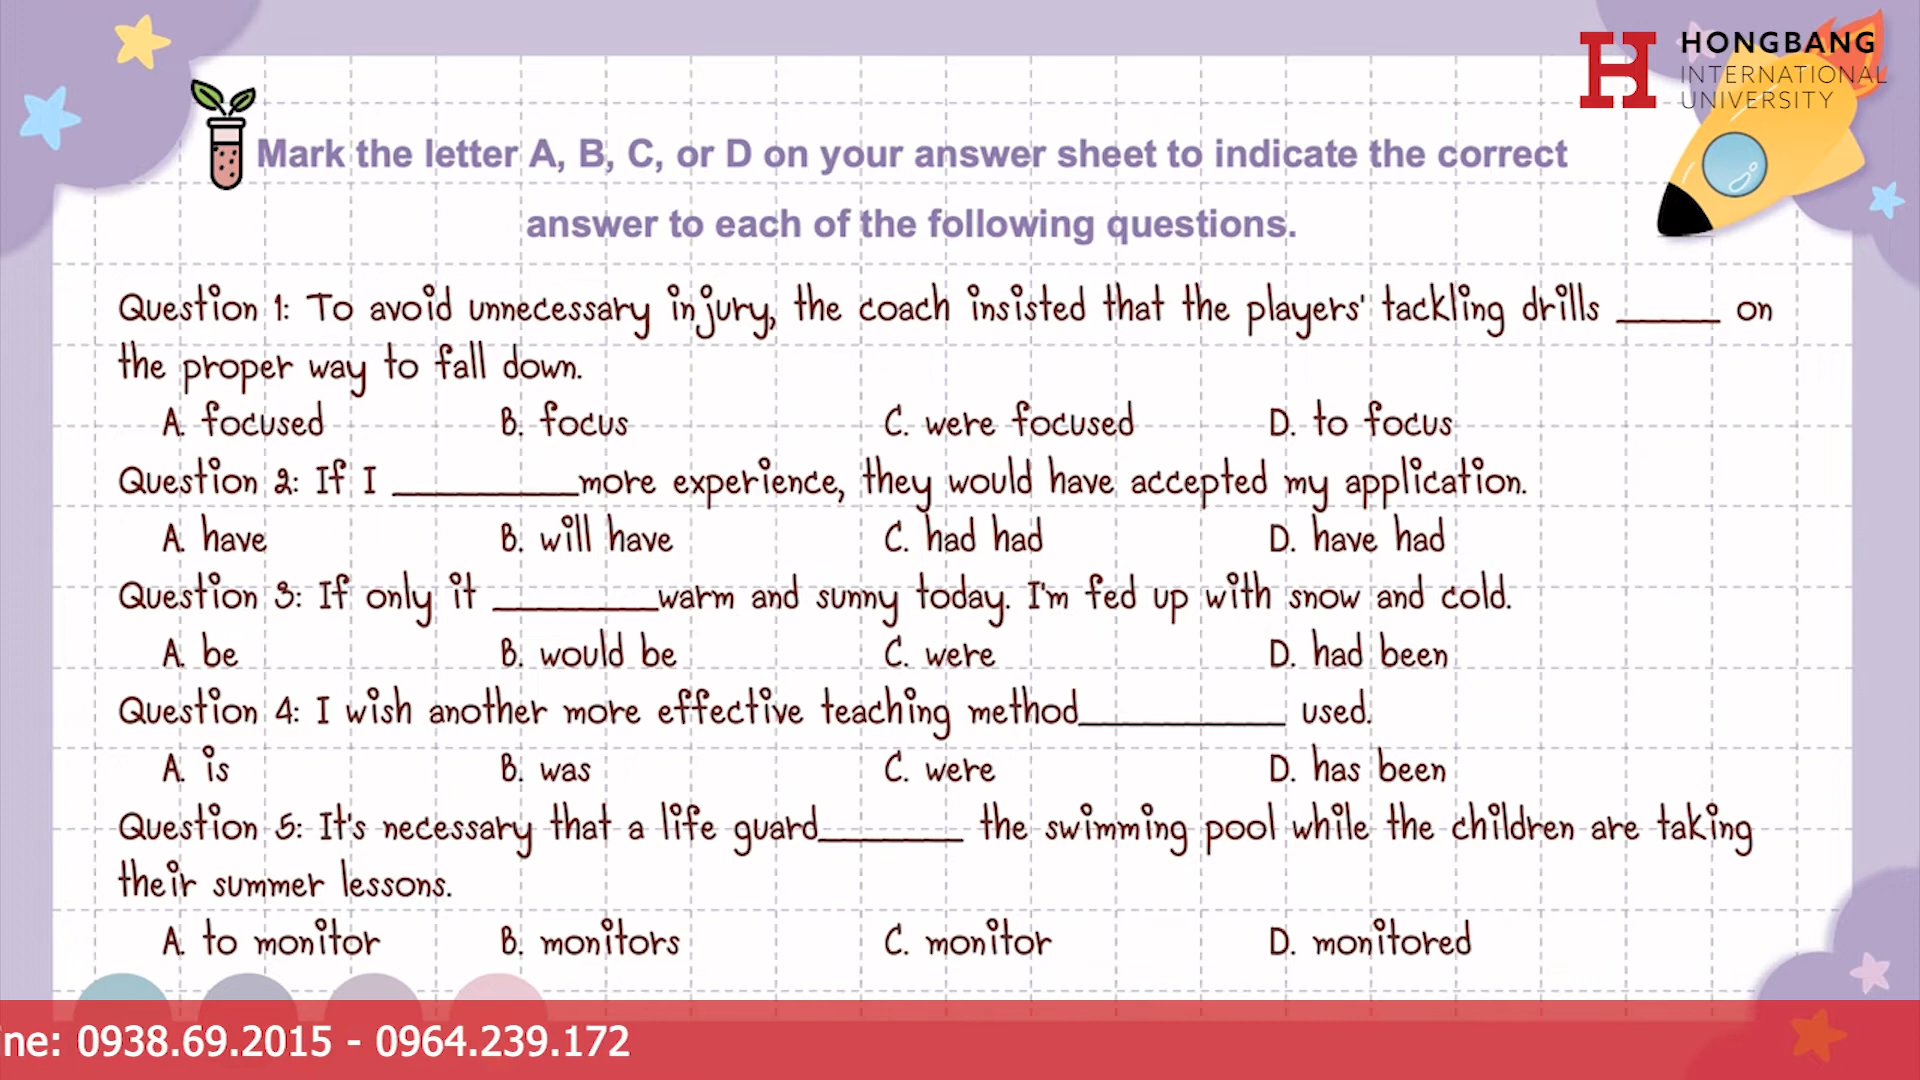 HONGBANG
INTERNATIONAL
UNIVERSITY
Mark the letter A, B, C, or D on your answer sheet to indicate the correct
answer to each of the following questions.
Question 1: To avoid unnecessary injury, the coach insisted that the players' tackling drills ______ on
the proper way to fall down.
A. focused B. focus C. were focused D. to focus
Question 2: If I ___________more experience, they would have accepted my application.
A. have B. will have C. had had D. have had
Question 3: If only it __________warm and sunny today. I'm fed up with snow and cold.
A. be B. would be C. were D. had been
Question 4: I wish another more effective teaching method____________ used.
A. is B. was C. were D. has been
Question 5: It's necessary that a life guard_________ the swimming pool while the children are taking
their summer lessons.
A. to monitor B. monitors C. monitor D. monitored
ne: 0938.69.2015 - 0964.239.172